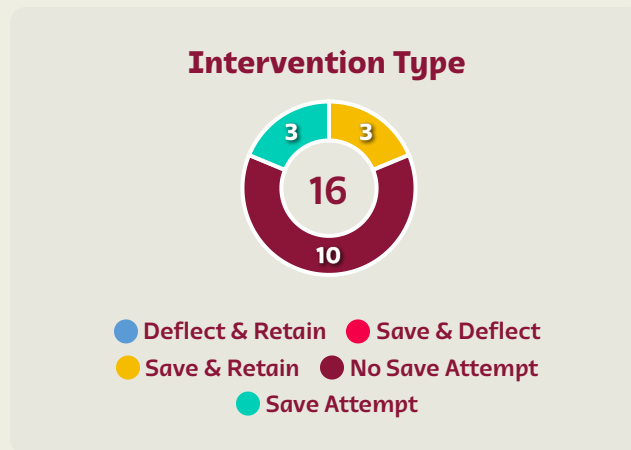 Intervention Type
3 3
16
10
Deflect & Retain Save & Deflect
Save & Retain No Save Attempt
Save Attempt